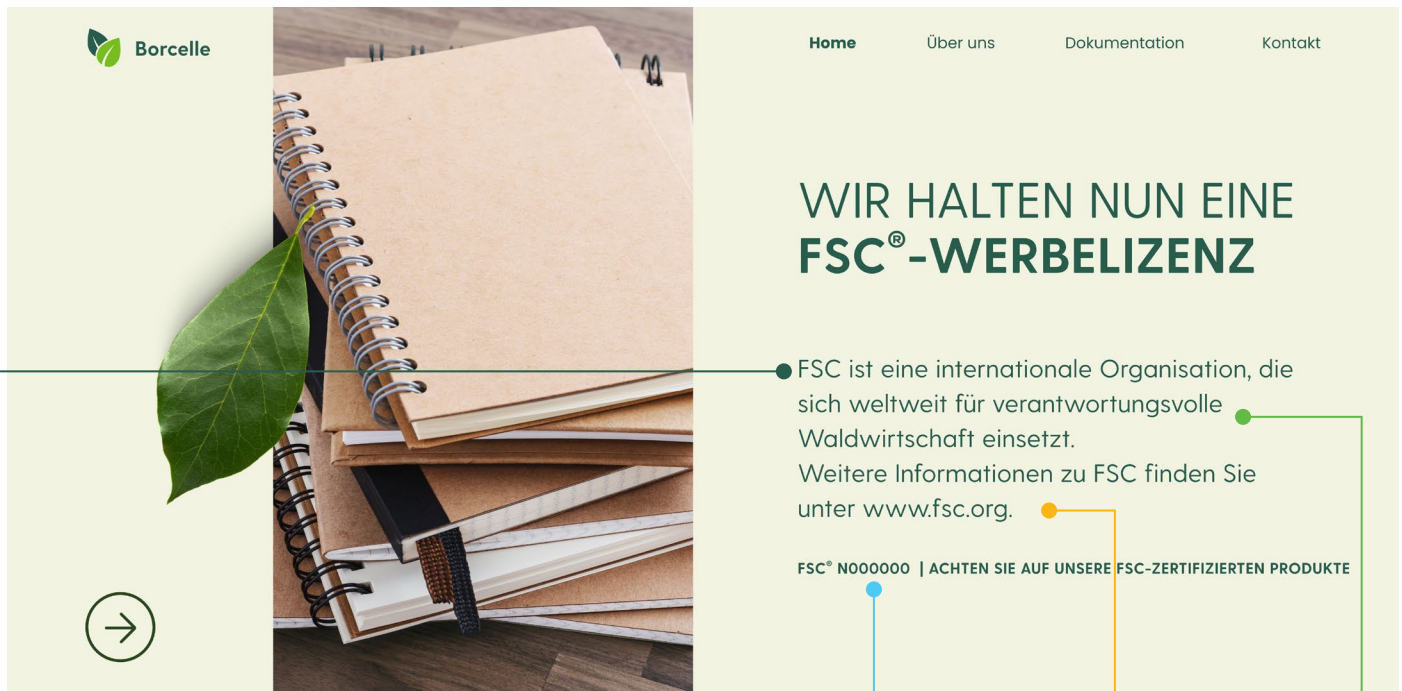 Borcelle
Home Über uns Dokumentation Kontakt
WIR HALTEN NUN EINE
FSC®-WERBELIZENZ
FSC ist eine internationale Organisation, die
sich weltweit für verantwortungsvolle
Waldwirtschaft einsetzt.
Weitere Informationen zu FSC finden Sie
unter www.fsc.org.
FSC® N000000 | ACHTEN SIE AUF UNSERE FSC-ZERTIFIZIERTEN PRODUKTE